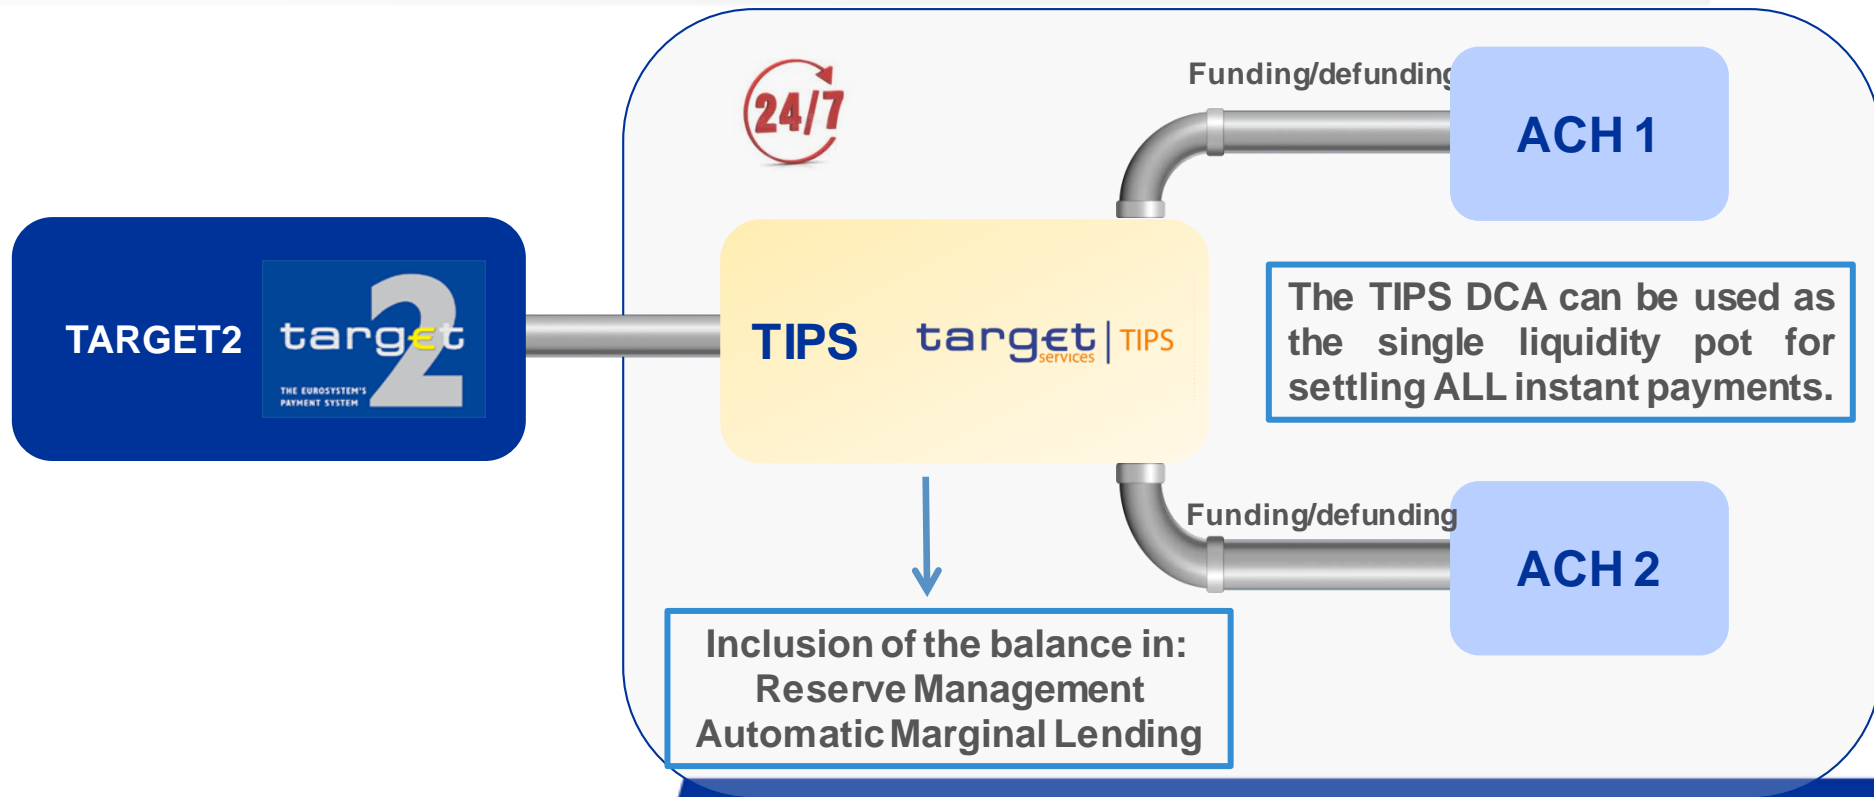 24/7
Funding/defunding
ACH 1
TARGET2
target
2
THE EUROSYSTEM'S
PAYMENT SYSTEM
TIPS
target | TIPS
services
The TIPS DCA can be used as
the single liquidity pot for
settling ALL instant payments.
Funding/defunding
ACH 2
Inclusion of the balance in:
Reserve Management
Automatic Marginal Lending